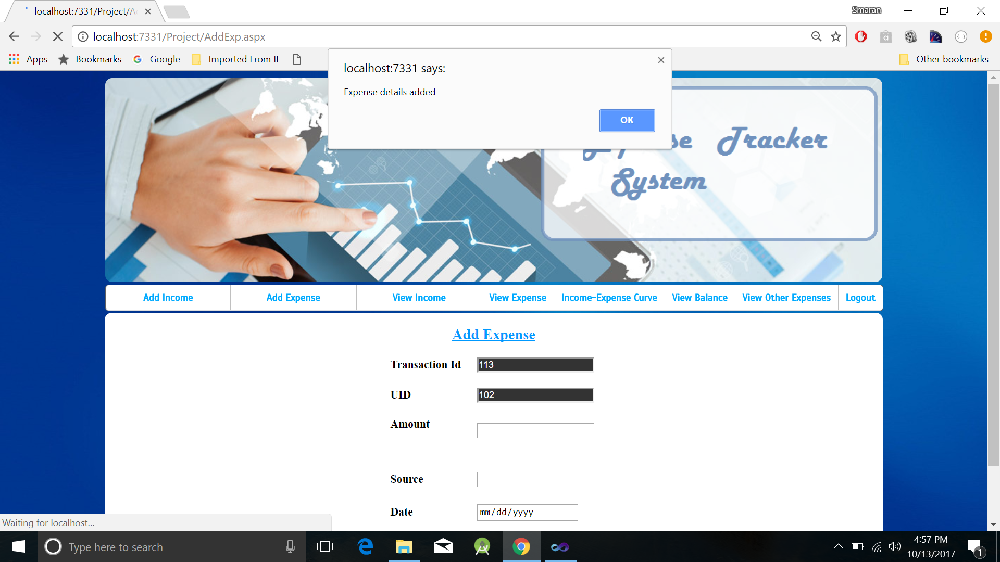 localhost:7331/Project/A
Smaran
localhost:7331/Project/AddExp.aspx
Apps Bookmarks Google Imported From IE Other bookmarks
localhost:7331 says:
Expense details added
OK
Tracker
System
Add Income Add Expense View Income View Expense Income-Expense Curve View Balance View Other Expenses Logout
Add Expense
Transaction Id 113
UID 102
Amount
Source
Date mm/dd/yyyy
Waiting for localhost...
Type here to search
4:57 PM
10/13/2017
1